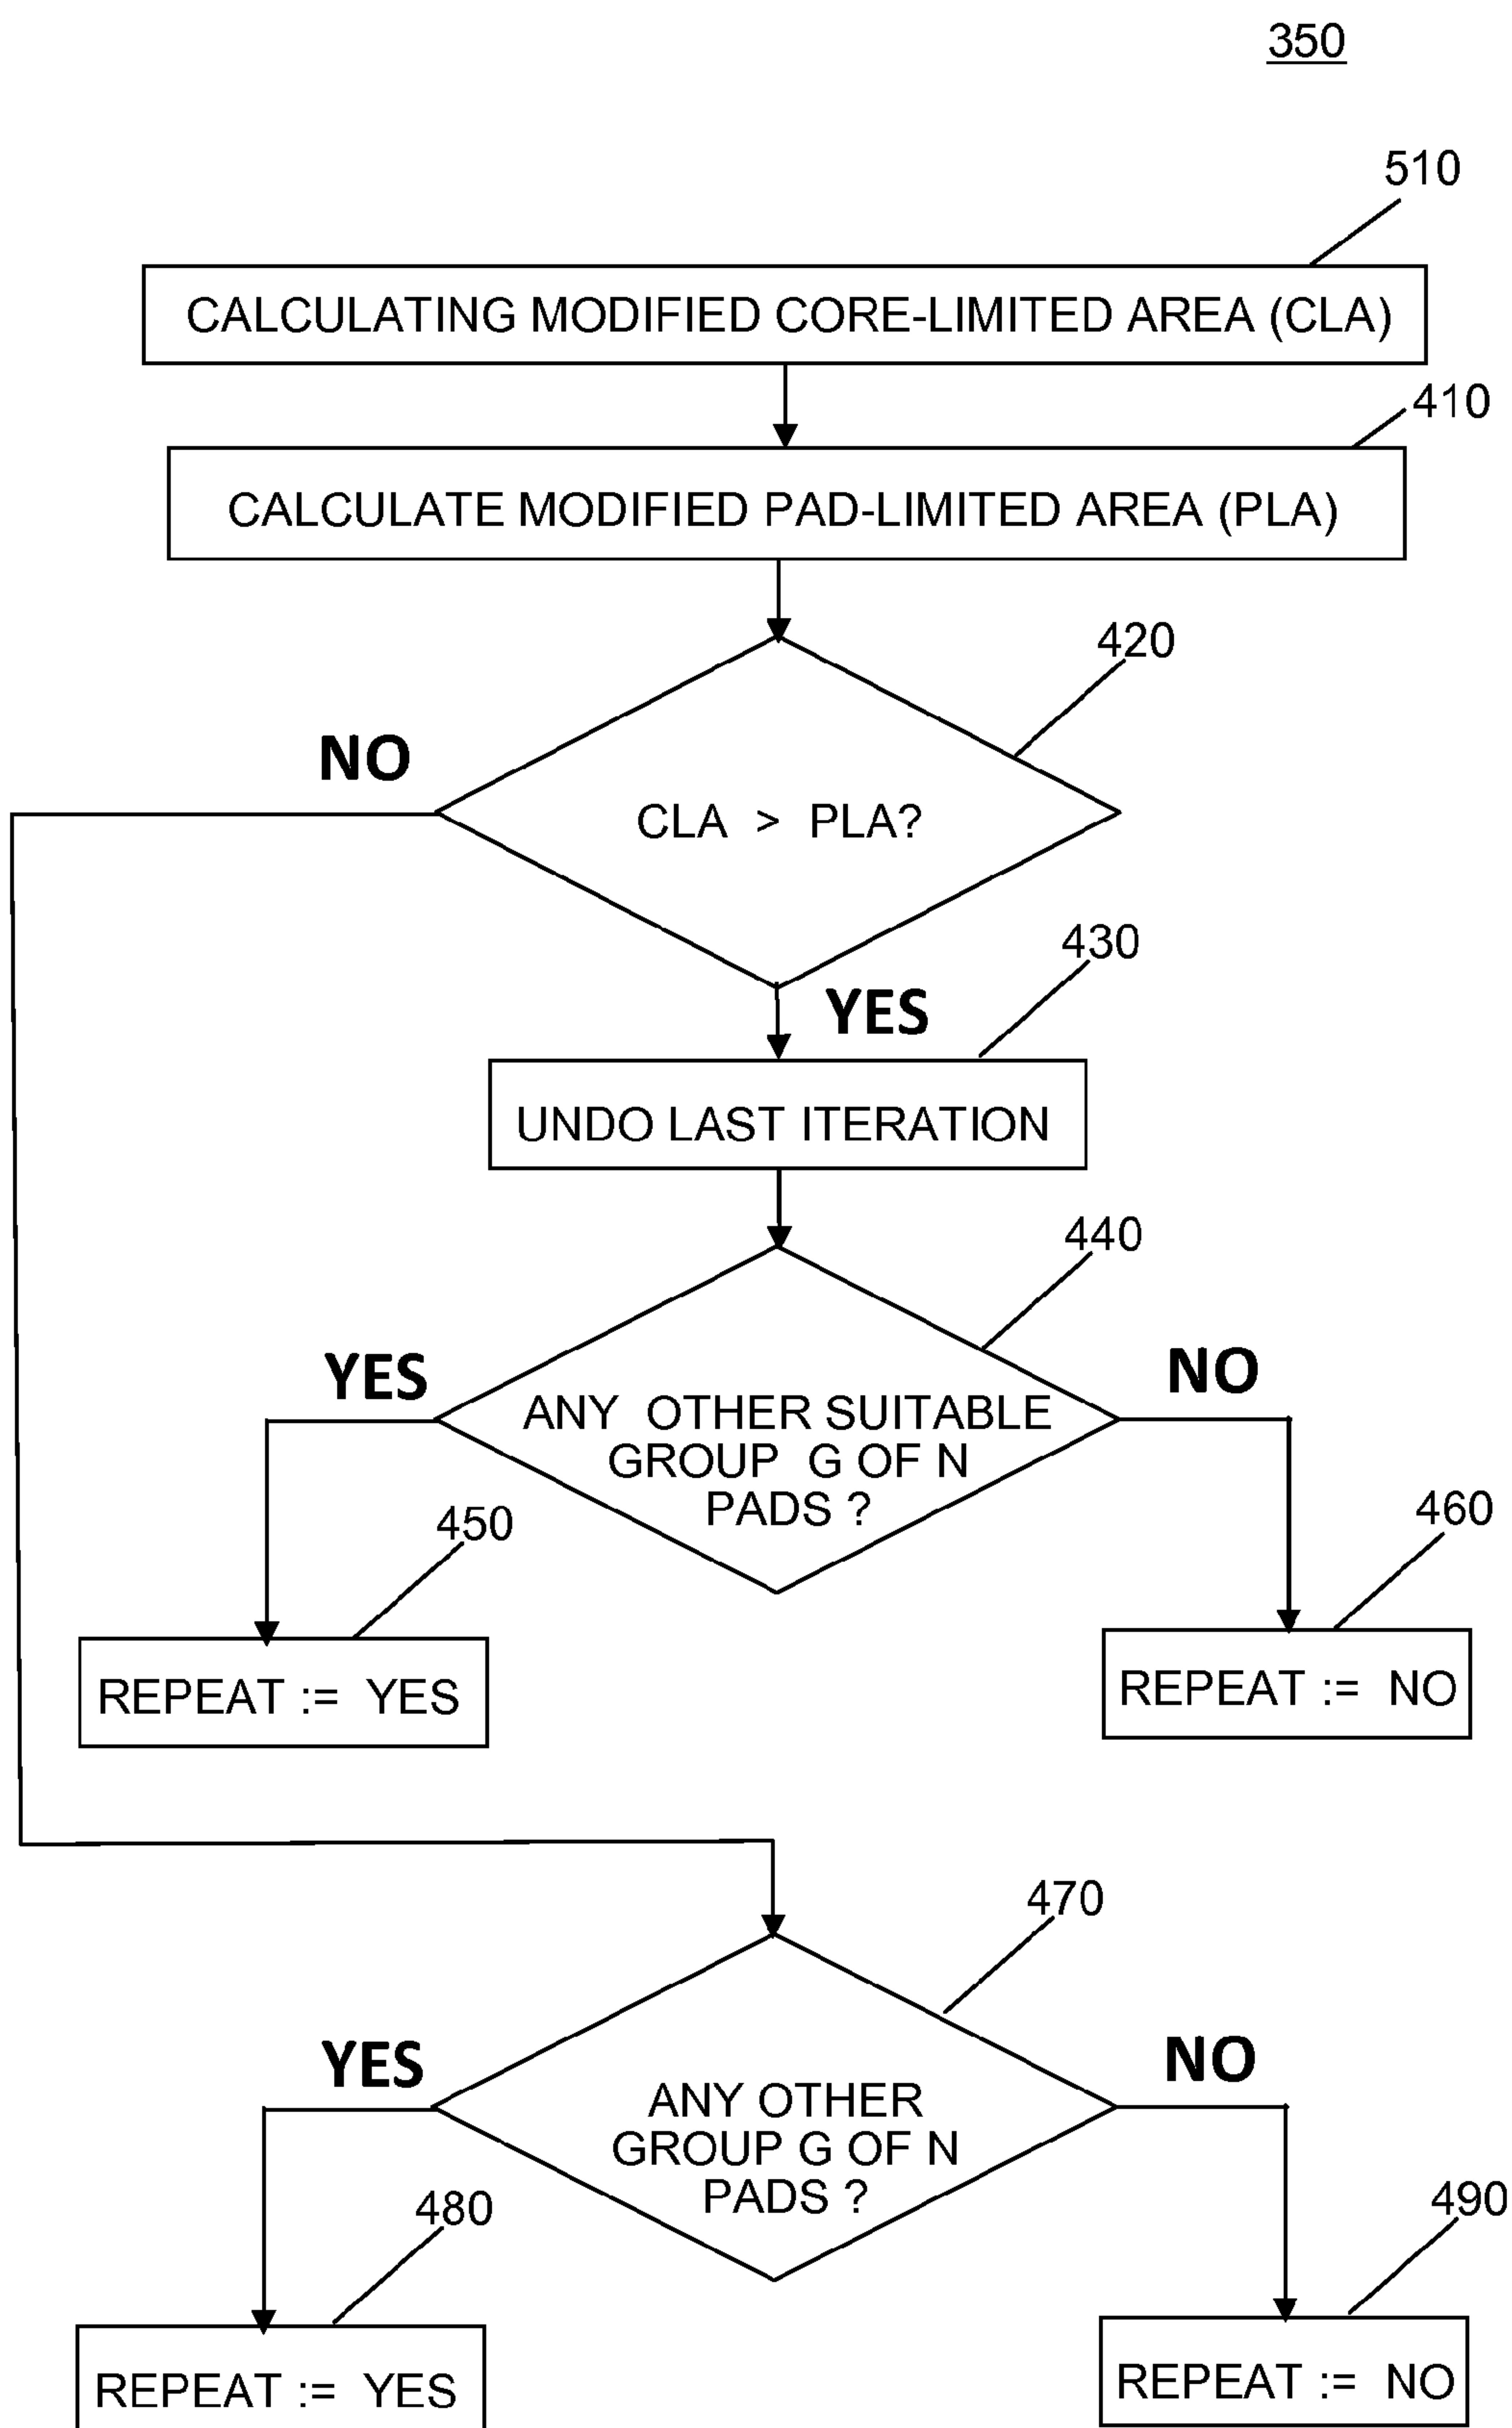 350
510
CALCULATING MODIFIED CORE-LIMITED AREA (CLA)
410
CALCULATE MODIFIED PAD-LIMITED AREA (PLA)
420
NO
CLA > PLA?
430
YES
UNDO LAST ITERATION
440
YES
NO
ANY OTHER SUITABLE
GROUP G OF N
PADS ?
450
460
REPEAT := YES
REPEAT := NO
470
YES
NO
ANY OTHER
GROUP G OF N
PADS ?
480
490
REPEAT := YES
REPEAT := NO